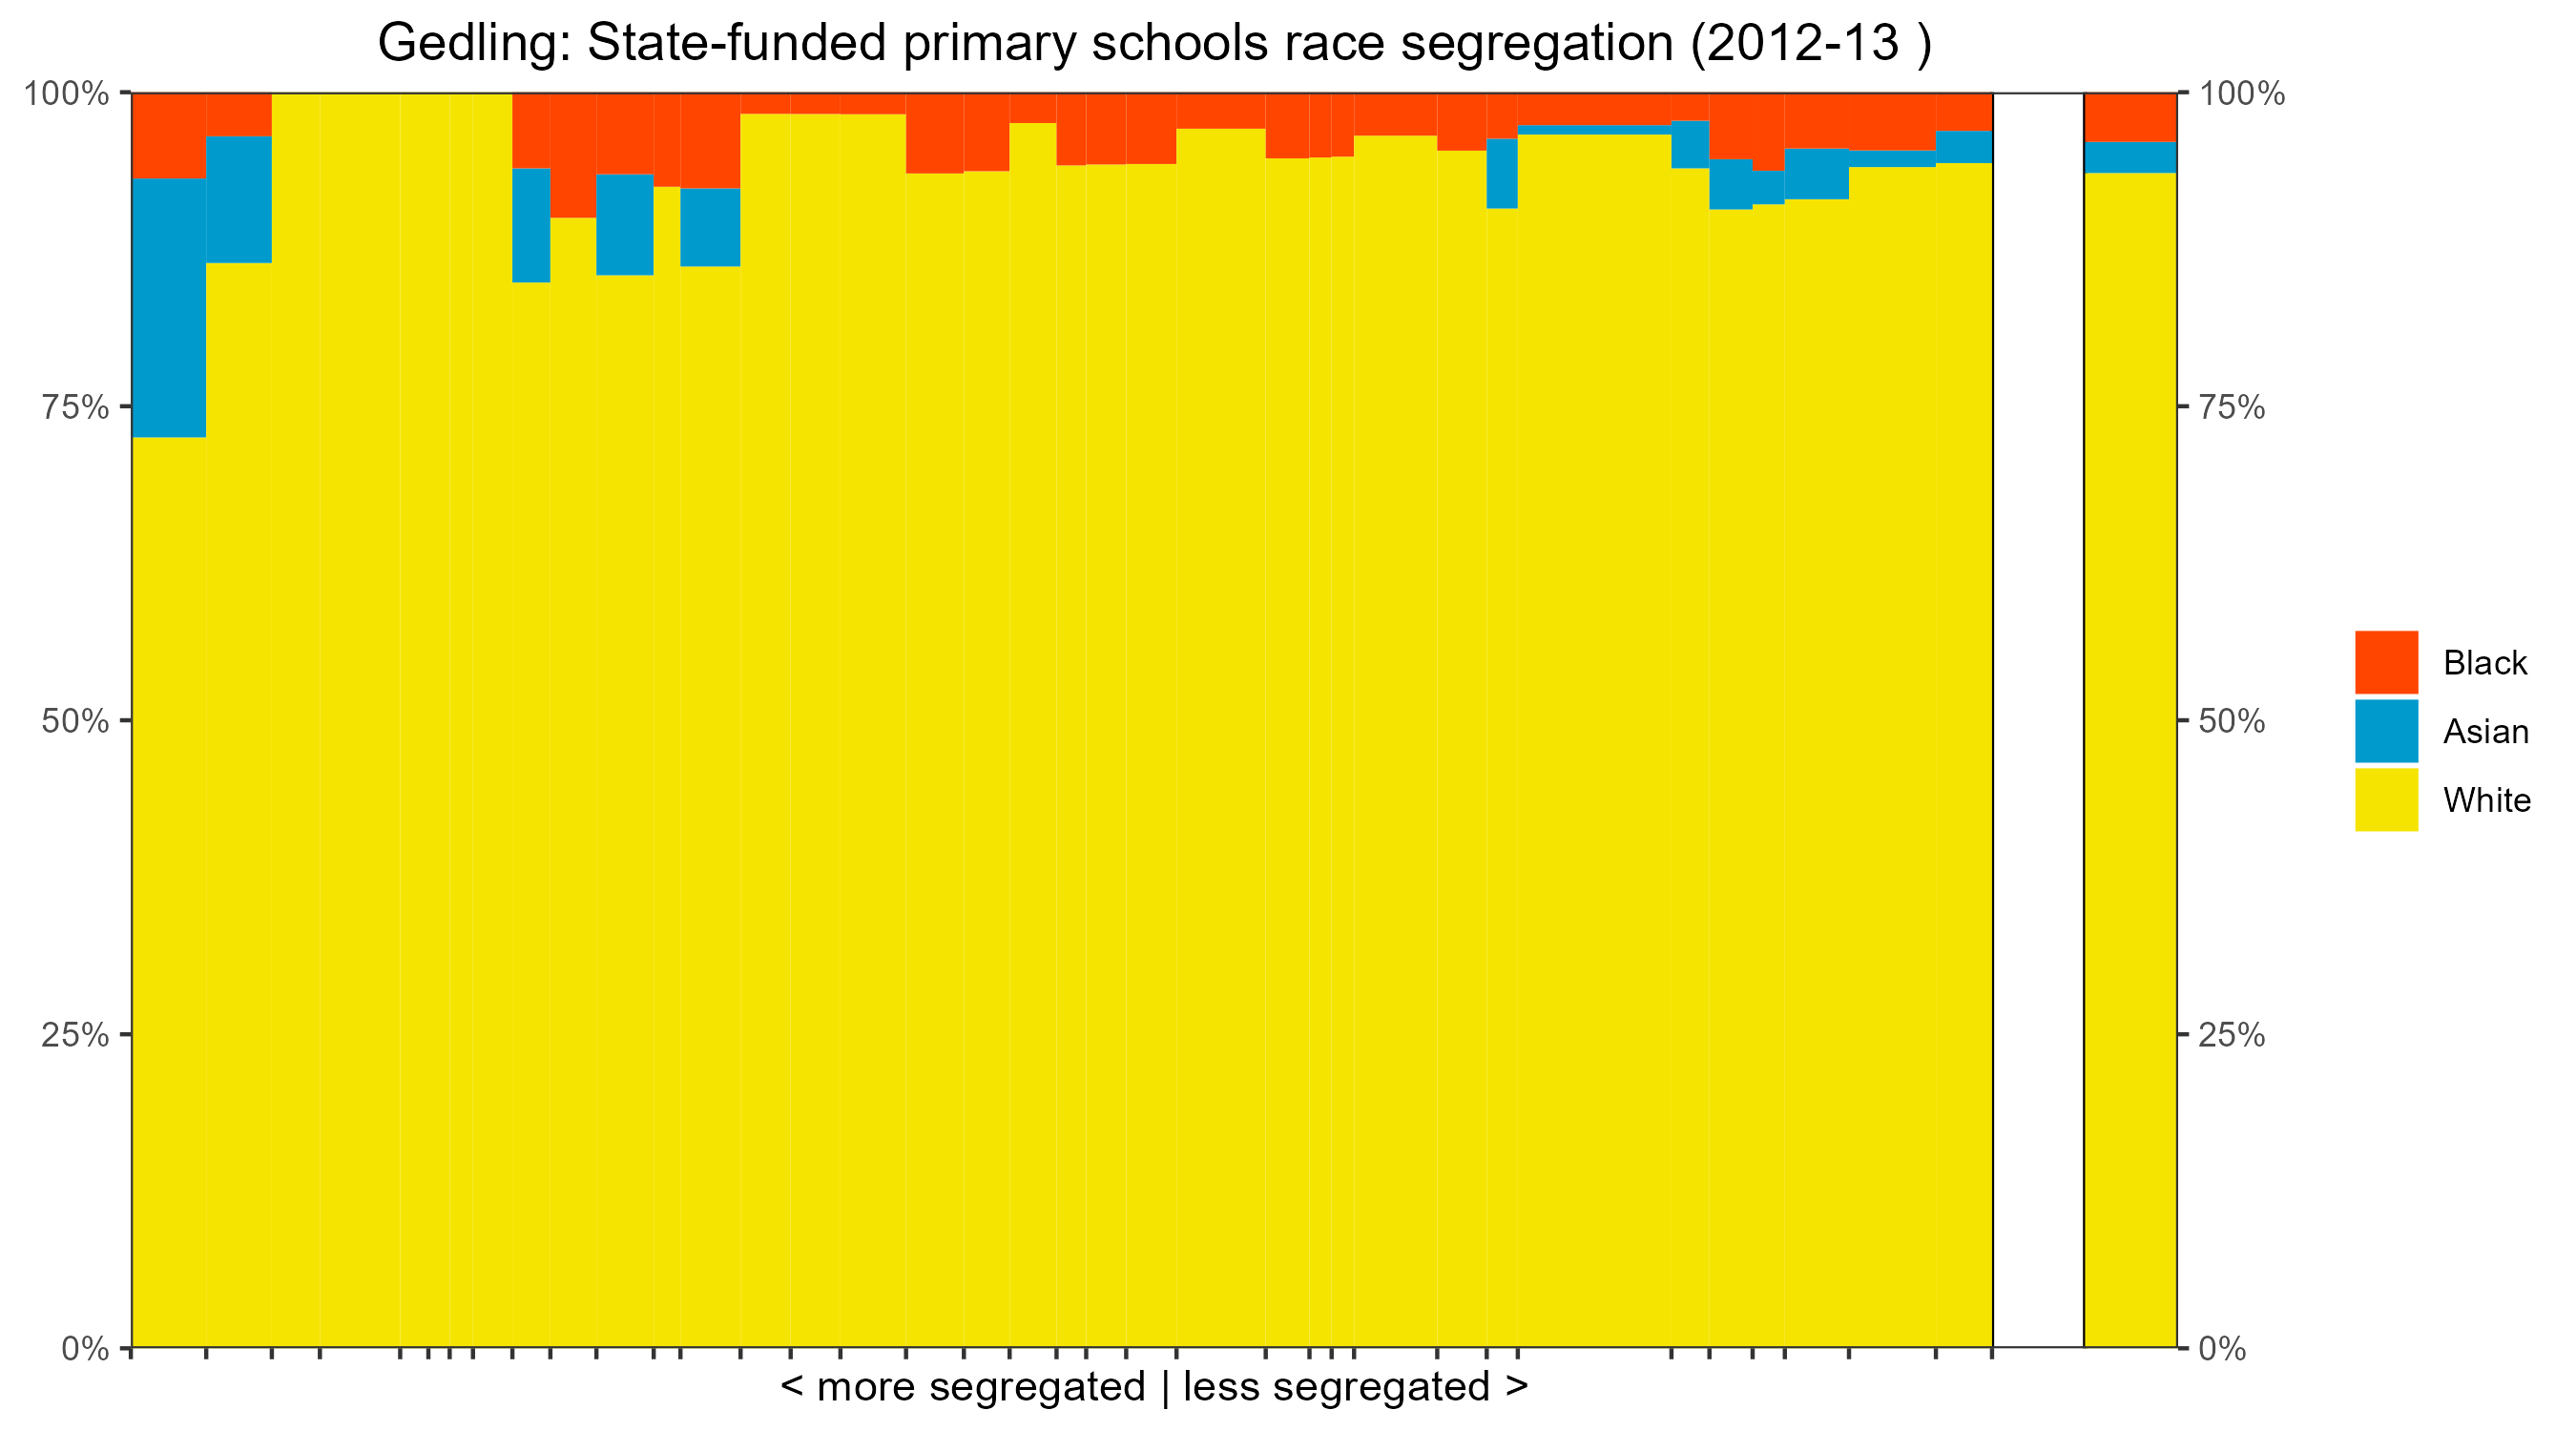 Gedling: State-funded primary schools race segregation (2012-13 )
100%
75%
50%
25%
0%
100%
75%
50%
25%
0%
Black
Asian
White
< more segregated | less segregated >